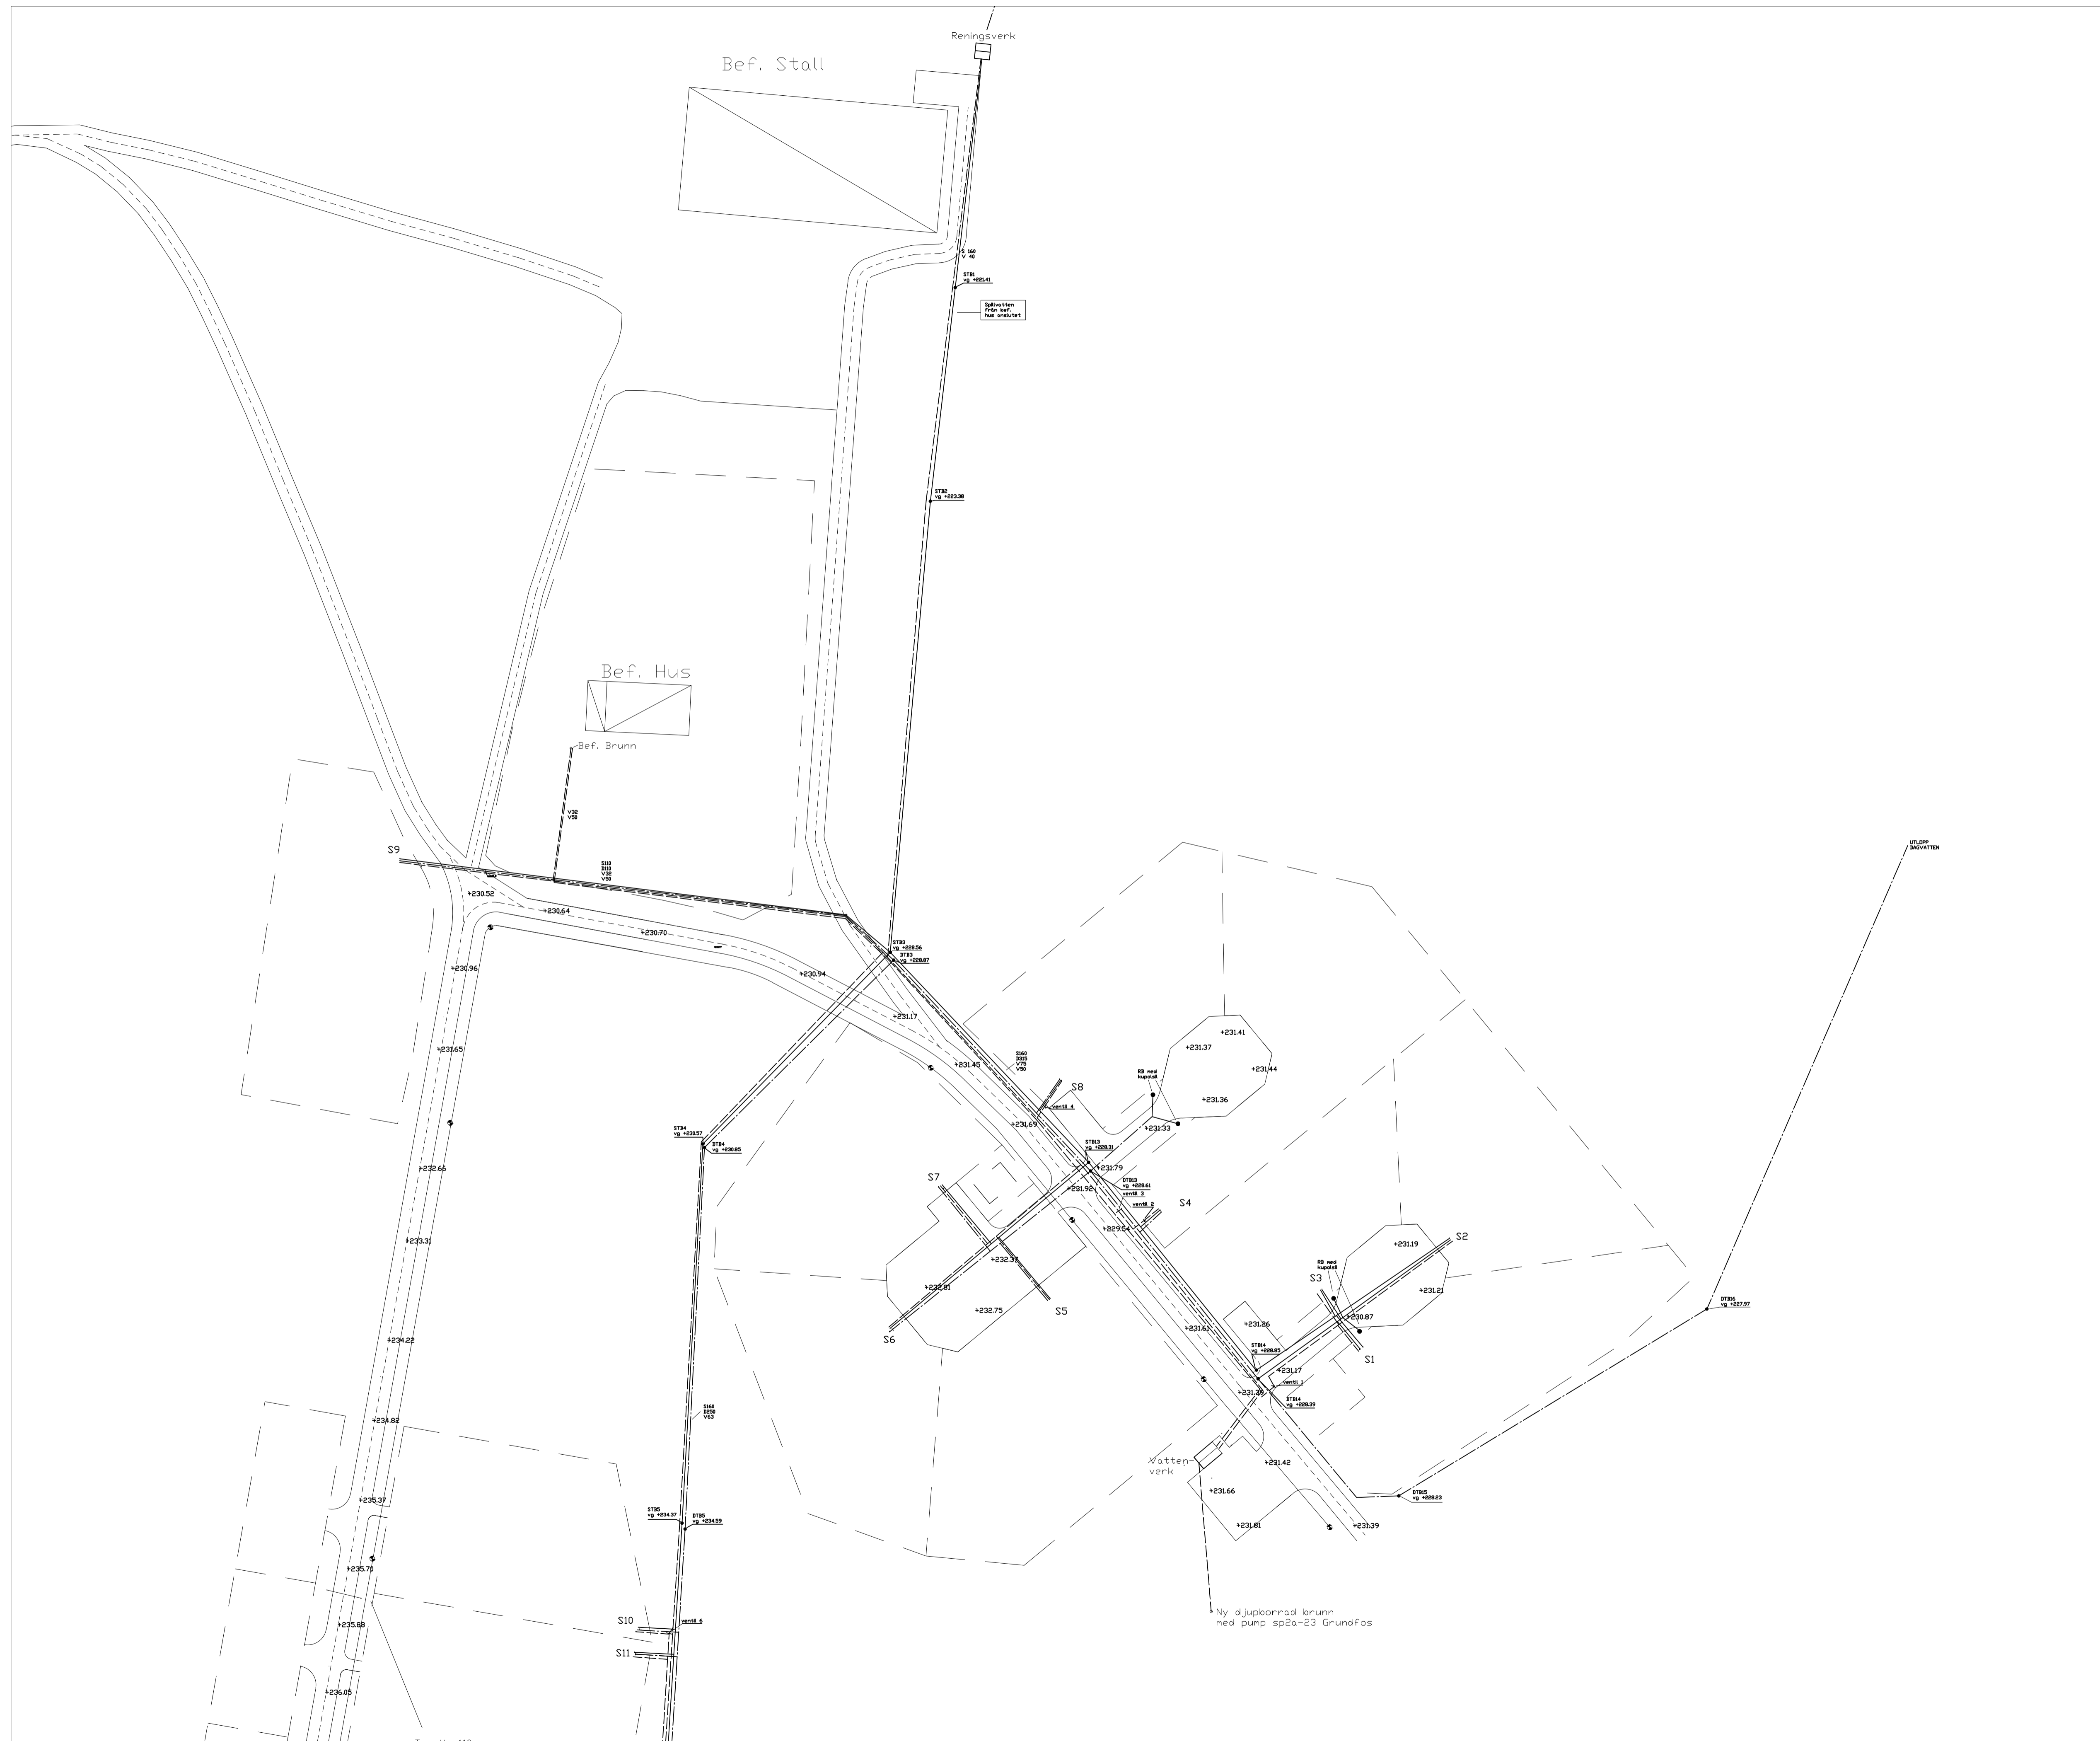 Reningsverk
Bef. Stall
S 160
V 40
STB1
vg +221.41
Spillvatten
från bef.
hus anslutet
STB2
vg +223.38
Bef. Hus
Bef. Brunn
V32
V50
S9
S110
D110
V32
V50
UTLOPP
DAGVATTEN
+230.52
+230.64
+230.70
STB3
vg +228.56
DTB3
vg +228.87
+230.96
+230.94
+231.17
+231.41
+231.37
+231.65
S160
D315
V75
V50
+231.45
+231.44
RB med
kupolsil
S8
+231.36
ventil 4
+231.69
+231.33
STB4
vg +230.57
DTB4
vg +230.85
STB13
vg +228.31
+232.66
+231.79
S7
DTB13
vg +228.61
+231.92
ventil 3
ventil 2
S4
+229.54
+233.31
+231.19
S2
+232.37
RB med
kupolsil
S3
+232.81
+231.21
+232.75
S5
+230.87
+231.26
+231.61
S6
+234.22
STB14
vg +228.85
S1
+231.17
ventil 1
+231.39
DTB14
vg +228.39
DTB16
vg +227.97
S160
D250
V63
+234.82
Vatten-
verk
+231.42
+231.66
DTB15
vg +228.23
+235.37
STB5
vg +234.37
DTB5
vg +234.59
+231.81
+231.39
+235.70
Ny djupborrad brunn
med pump sp2a-23 Grundfos
S10
ventil 6
+235.88
S11
+236.05